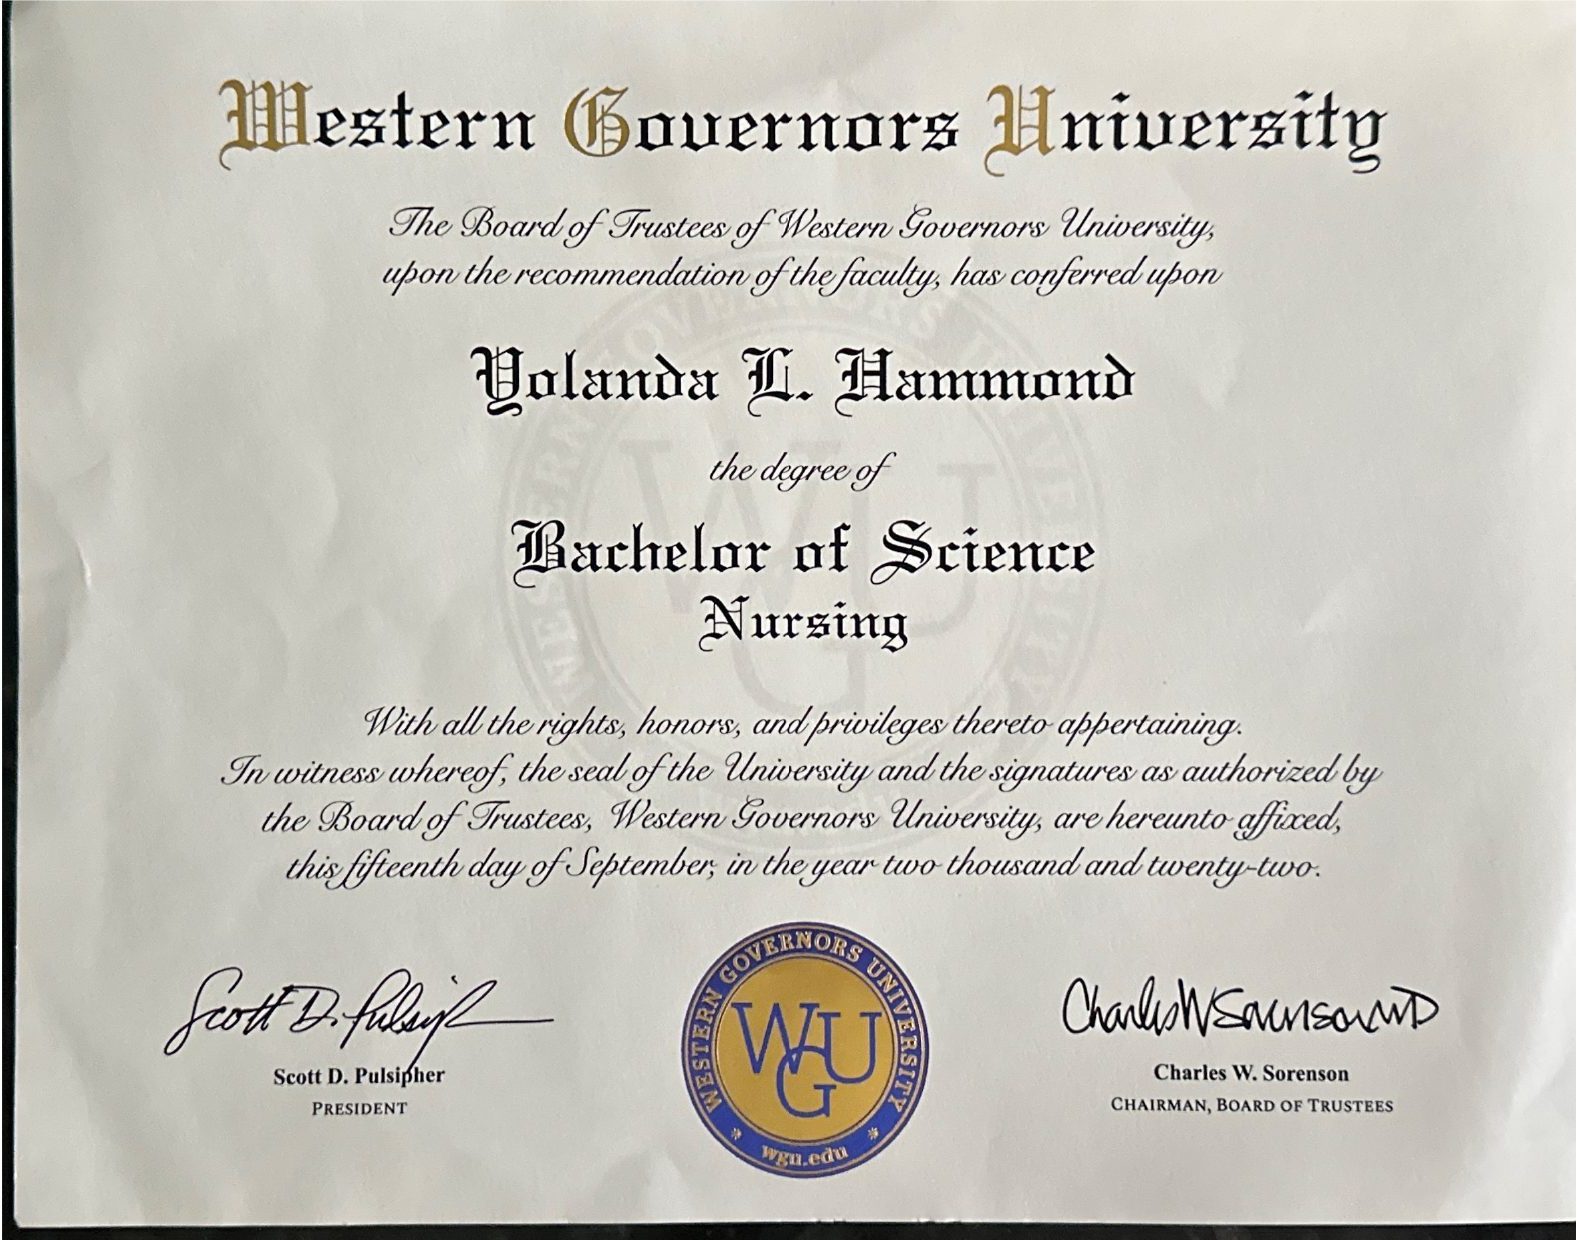 Western Governors University
The Board of Trustees of Western Governors University,
upon the recommendation of the faculty, has conferred upon
Yolanda L. Hammond
the degree of
Bachelor of Science
Nursing
With all the rights, honors, and privileges thereto appertaining.
In witness whereof, the seal of the University and the signatures as authorized by
the Board of Trustees, Western Governors University, are hereunto affixed,
this fifteenth day of September, in the year two thousand and twenty-two.
Scott D. Pulsipher
Scott D. Pulsipher
PRESIDENT
WESTERN GOVERNORS UNIVERSITY
WGU
wgu.edu
Charles W Sorenson MD
Charles W. Sorenson
CHAIRMAN, BOARD OF TRUSTEES
WESTERN GOVERNORS UNIVERSITY
WGU